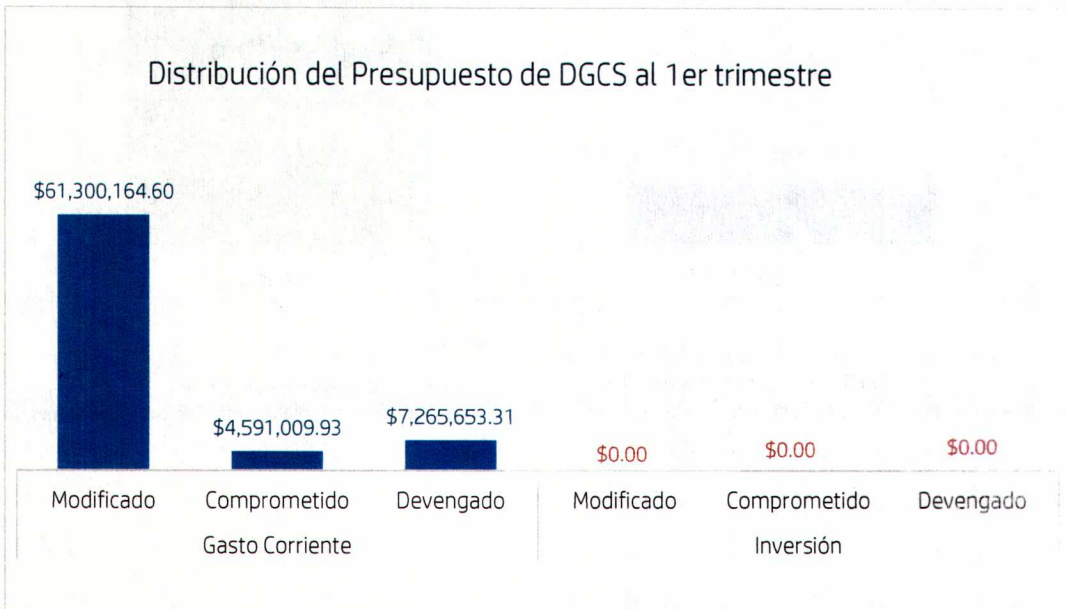 Distribución del Presupuesto de DGCS al 1er trimestre
$61,300,164.60
$4,591,009.93
$7,265,653.31
$0.00
$0.00
$0.00
Modificado
Comprometido
Devengado
Modificado
Comprometido
Devengado
Gasto Corriente
Inversión